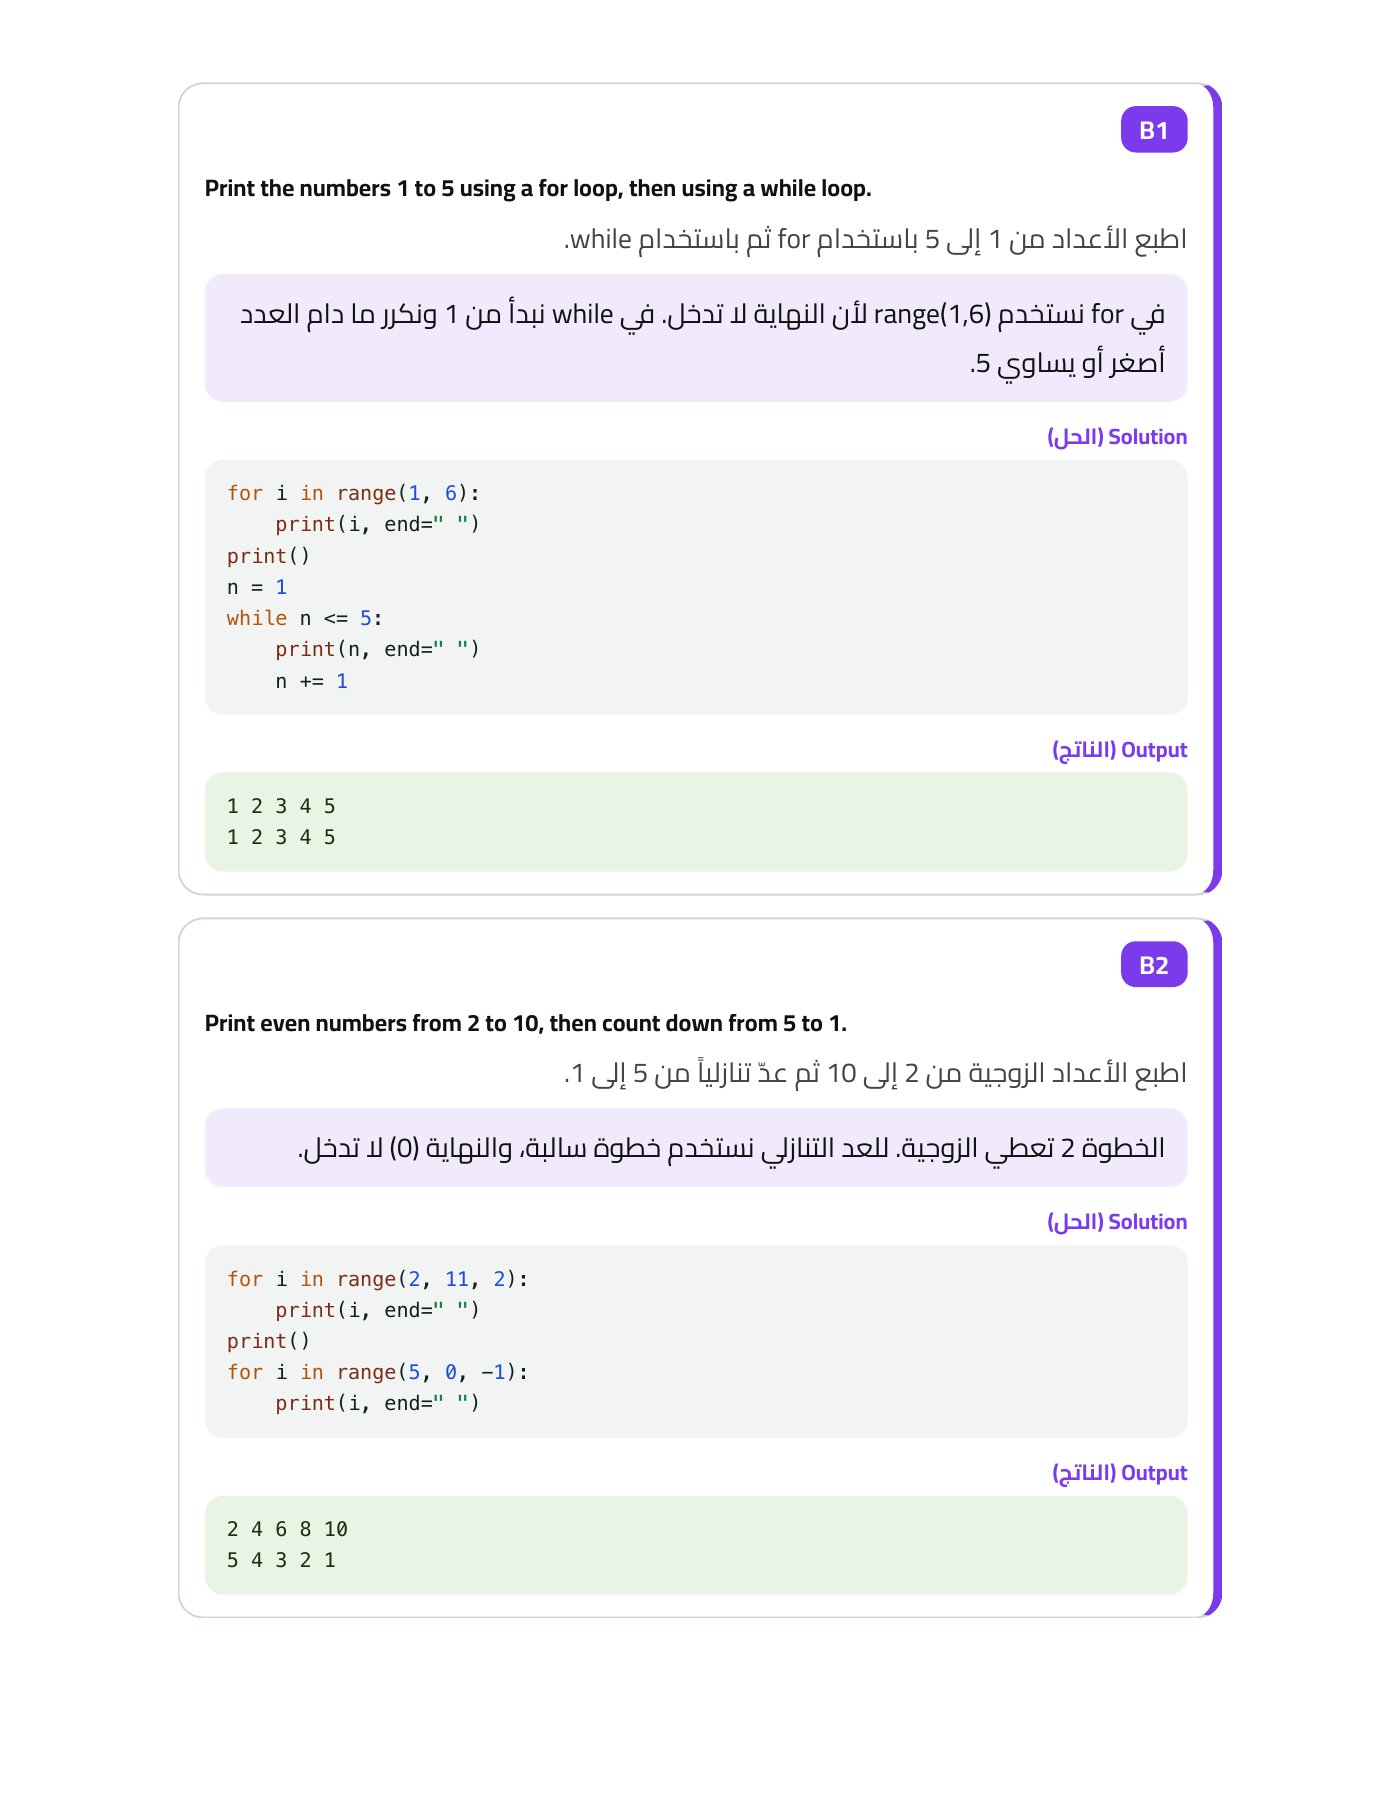 B1
Print the numbers 1 to 5 using a for loop, then using a while loop.
اطبع الأعداد من 1 إلى 5 باستخدام for ثم باستخدام while.
في for نستخدم range(1,6) لأن النهاية لا تدخل. في while نبدأ من 1 ونكرر ما دام العدد
أصغر أو يساوي 5.
Solution (الحل)
for i in range(1, 6):
    print(i, end=" ")
print()
n = 1
while n <= 5:
    print(n, end=" ")
    n += 1
Output (الناتج)
1 2 3 4 5
1 2 3 4 5
B2
Print even numbers from 2 to 10, then count down from 5 to 1.
اطبع الأعداد الزوجية من 2 إلى 10 ثم عدّ تنازلياً من 5 إلى 1.
الخطوة 2 تعطي الزوجية. للعد التنازلي نستخدم خطوة سالبة، والنهاية (0) لا تدخل.
Solution (الحل)
for i in range(2, 11, 2):
    print(i, end=" ")
print()
for i in range(5, 0, -1):
    print(i, end=" ")
Output (الناتج)
2 4 6 8 10
5 4 3 2 1